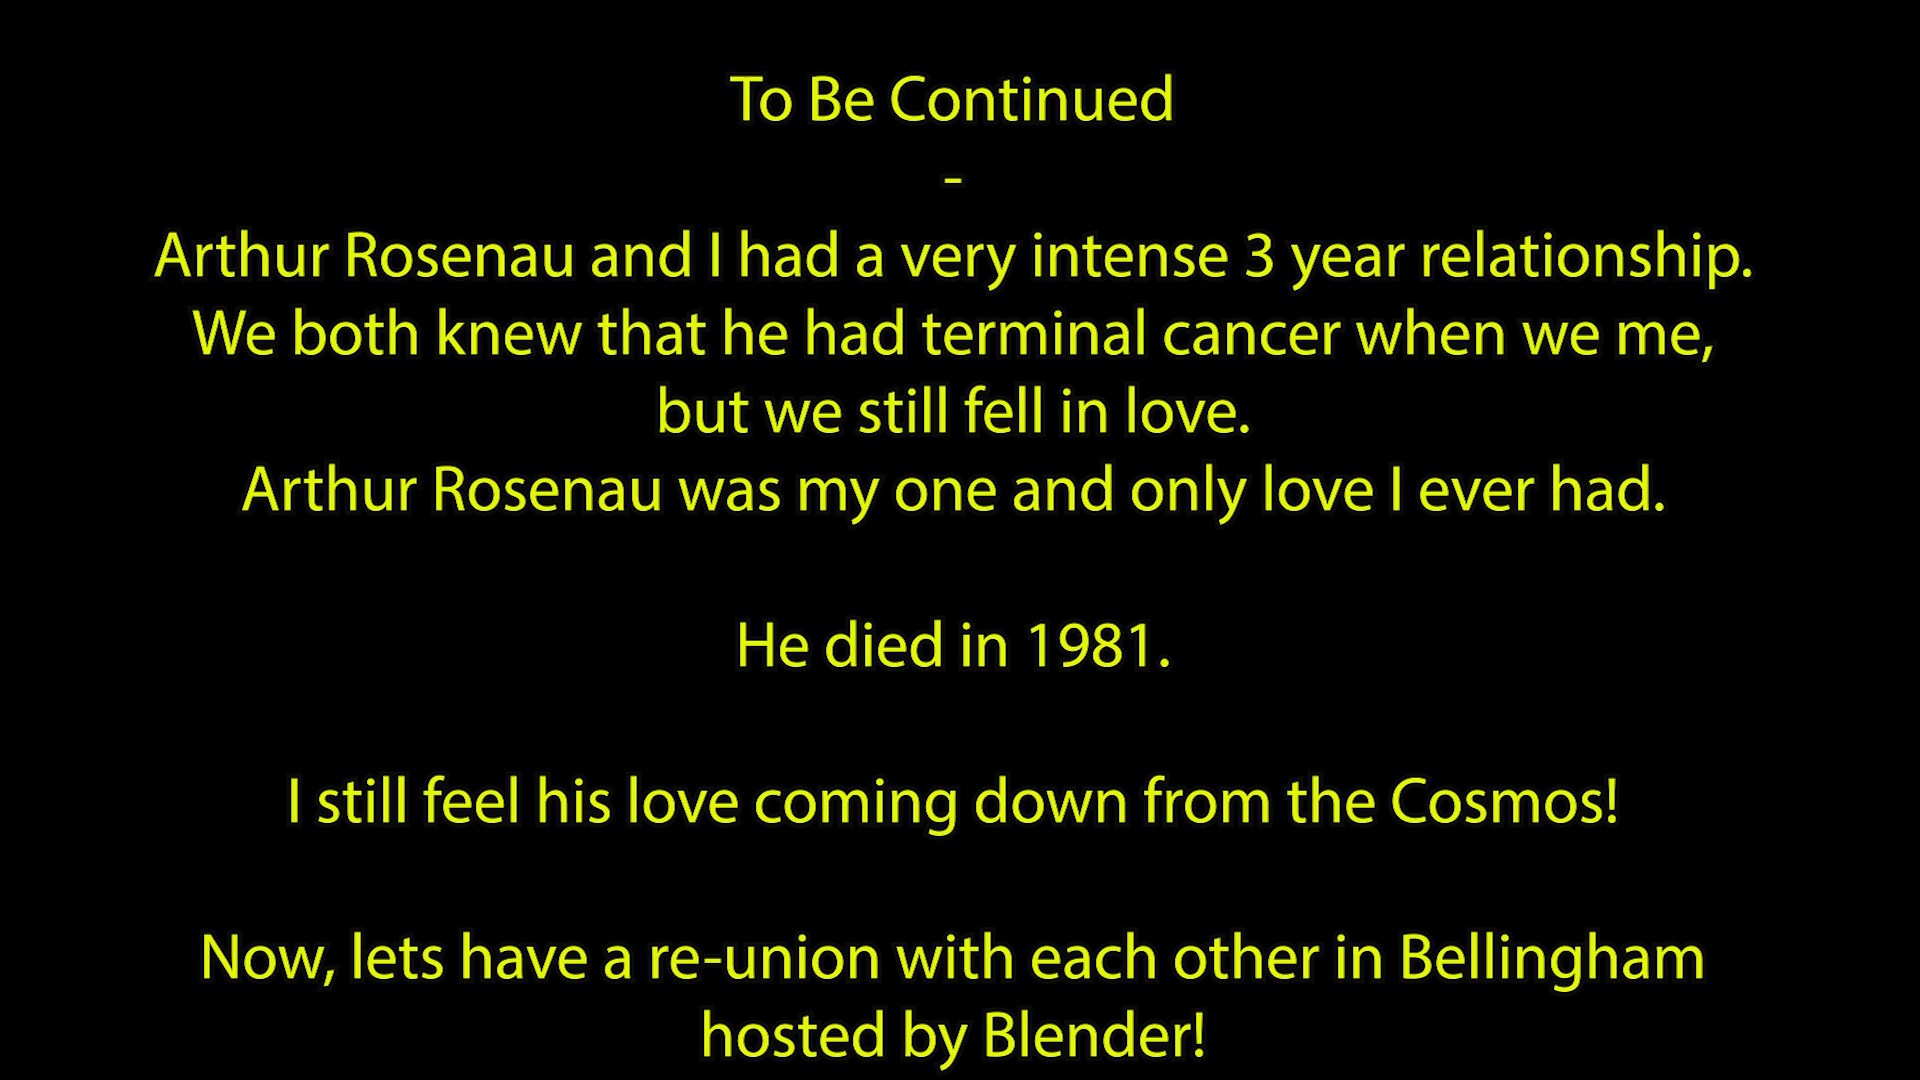 To Be Continued
-
Arthur Rosenau and I had a very intense 3 year relationship.
We both knew that he had terminal cancer when we me,
but we still fell in love.
Arthur Rosenau was my one and only love I ever had.
He died in 1981.
I still feel his love coming down from the Cosmos!
Now, lets have a re-union with each other in Bellingham
hosted by Blender!